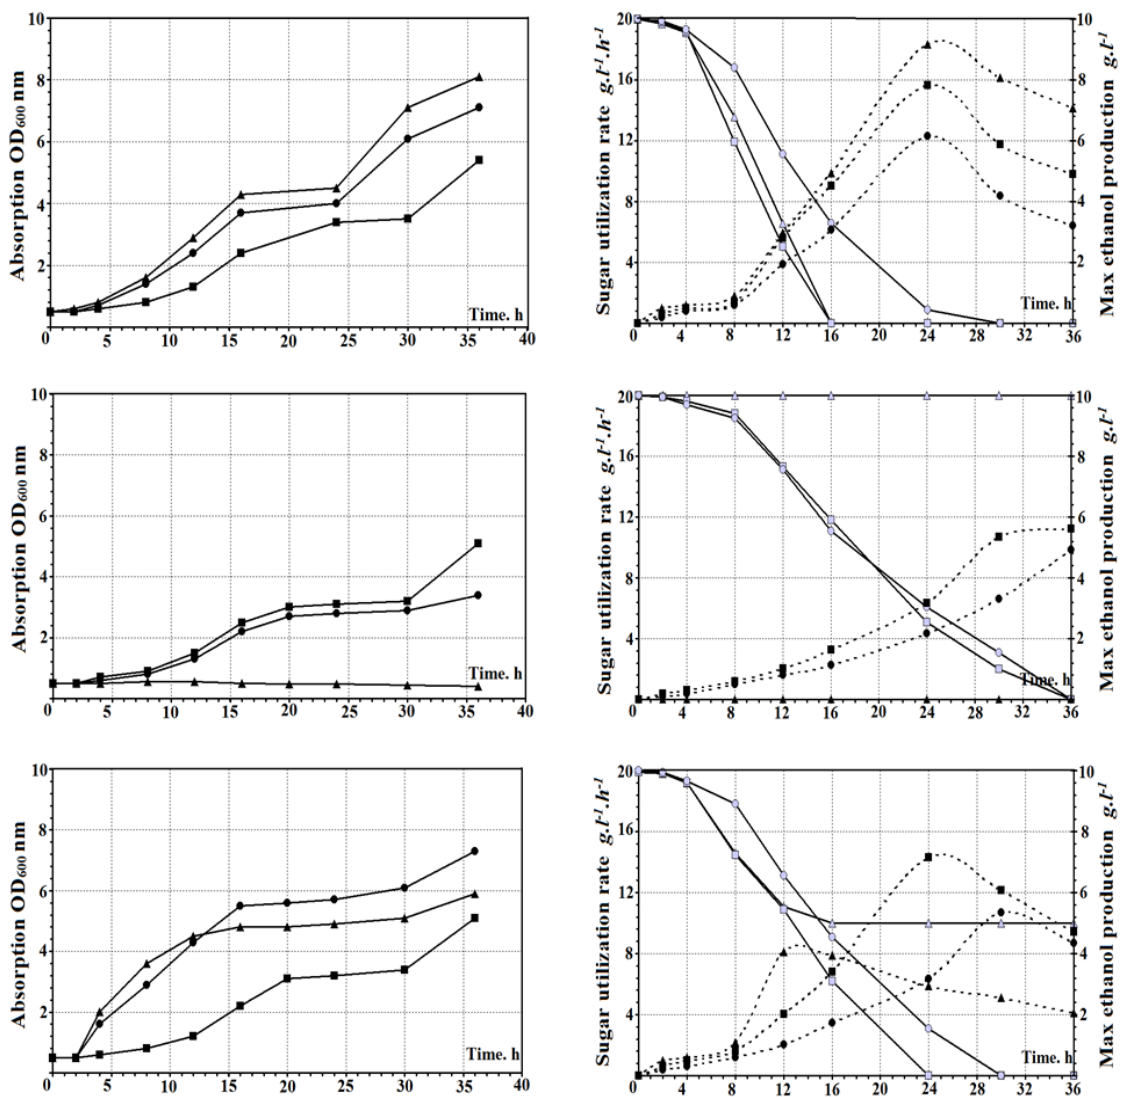 Absorption OD600 nm
10
8
6
4
2
0 5 10 15 20 25 30 35 40
Time. h
Sugar utilization rate g.l-1.h-1
20
16
12
8
4
0 4 8 12 16 20 24 28 32 36
Time. h
10
8
6
4
2
Max ethanol production g.l-1
Absorption OD600 nm
10
8
6
4
2
0 5 10 15 20 25 30 35 40
Time. h
Sugar utilization rate g.l-1.h-1
20
16
12
8
4
0 4 8 12 16 20 24 28 32 36
Time. h
10
8
6
4
2
Max ethanol production g.l-1
Absorption OD600 nm
10
8
6
4
2
0 5 10 15 20 25 30 35 40
Time. h
Sugar utilization rate g.l-1.h-1
20
16
12
8
4
0 4 8 12 16 20 24 28 32 36
Time. h
10
8
6
4
2
Max ethanol production g.l-1